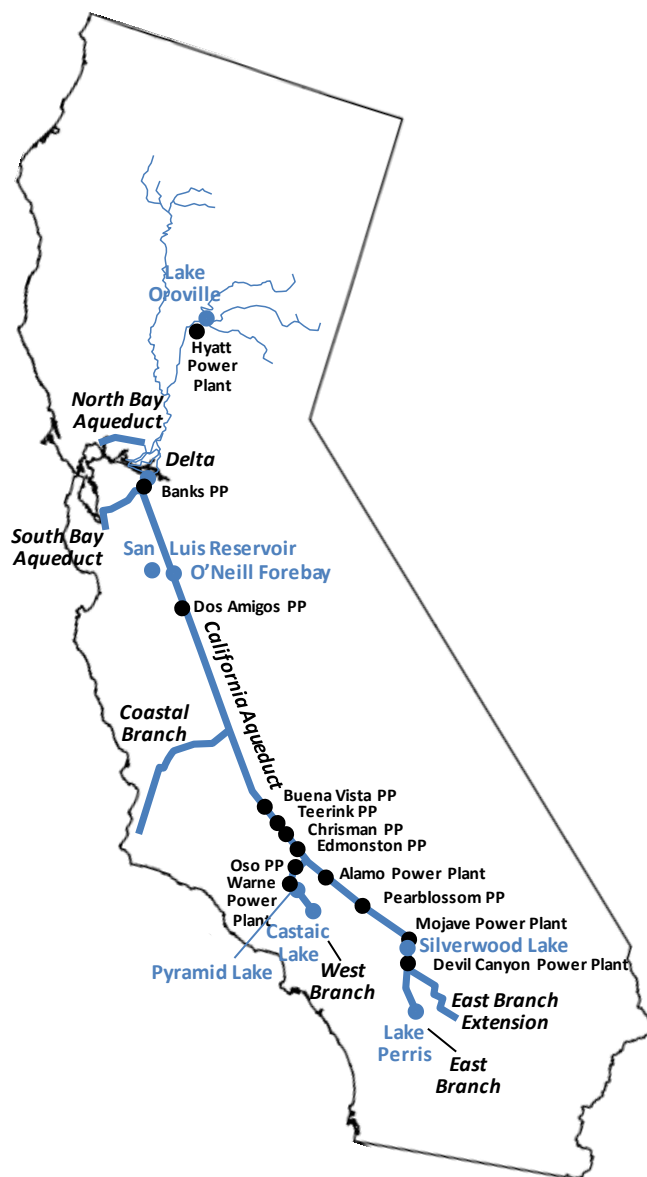 Lake
Oroville
Hyatt
Power
Plant
North Bay
Aqueduct
Delta
Banks PP
South Bay
Aqueduct
San Luis Reservoir
O’Neill Forebay
Dos Amigos PP
California Aqueduct
Coastal
Branch
Buena Vista PP
Teerink PP
Chrisman PP
Edmonston PP
Oso PP
Alamo Power Plant
Warne
Power
Plant
Pearblossom PP
Mojave Power Plant
Castaic
Lake
Silverwood Lake
Pyramid Lake
West
Branch
Devil Canyon Power Plant
East Branch
Extension
Lake
Perris
East
Branch